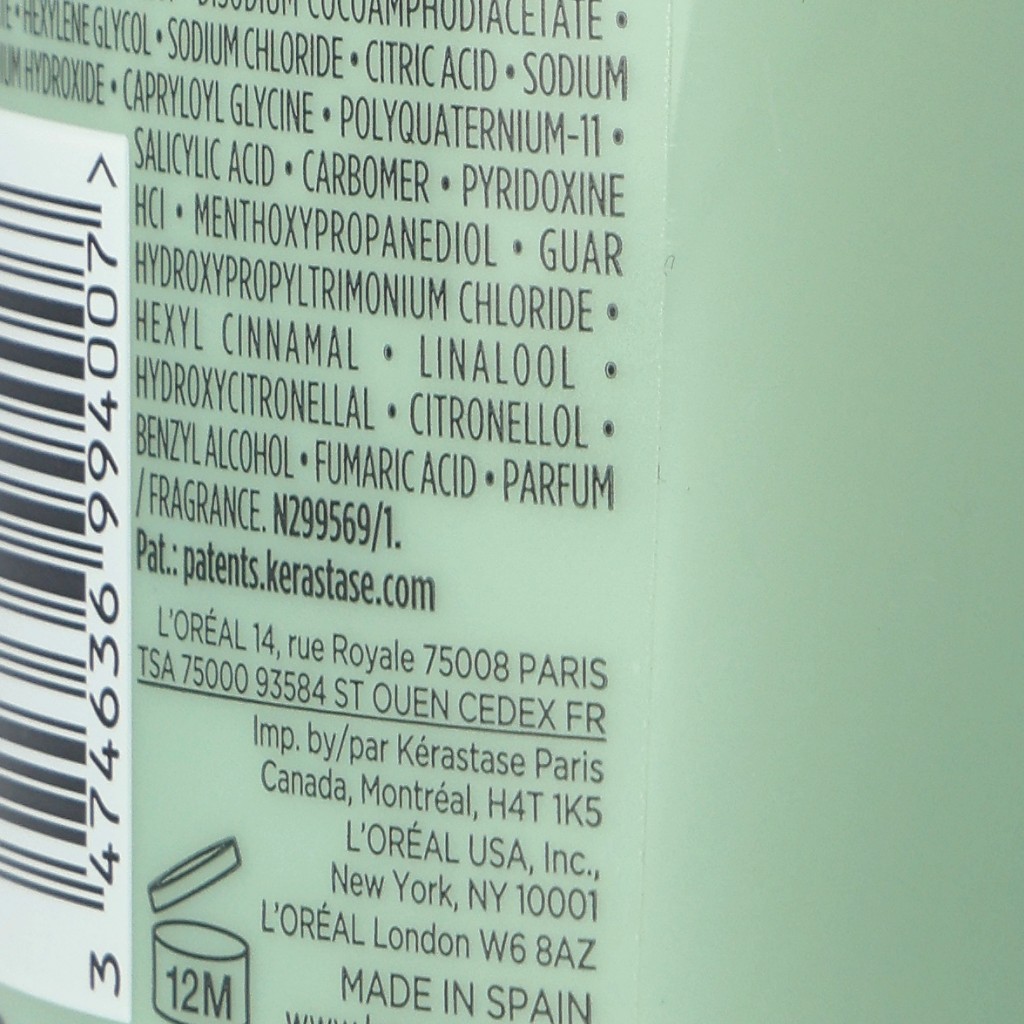 DISODIUM COCOAMPHODIACETATE •
• HEXYLENE GLYCOL • SODIUM CHLORIDE • CITRIC ACID • SODIUM
HYDROXIDE • CAPRYLOYL GLYCINE • POLYQUATERNIUM-11 •
SALICYLIC ACID • CARBOMER • PYRIDOXINE
HCl • MENTHOXYPROPANEDIOL • GUAR
HYDROXYPROPYLTRIMONIUM CHLORIDE •
HEXYL CINNAMAL • LINALOOL •
HYDROXYCITRONELLAL • CITRONELLOL •
BENZYL ALCOHOL • FUMARIC ACID • PARFUM
/ FRAGRANCE. N299569/1.
Pat.: patents.kerastase.com
L'ORÉAL 14, rue Royale 75008 PARIS
TSA 75000 93584 ST OUEN CEDEX FR
Imp. by/par Kérastase Paris
Canada, Montréal, H4T 1K5
L'ORÉAL USA, Inc.,
New York, NY 10001
L'ORÉAL London W6 8AZ
MADE IN SPAIN
12M
3 474636 994007 >